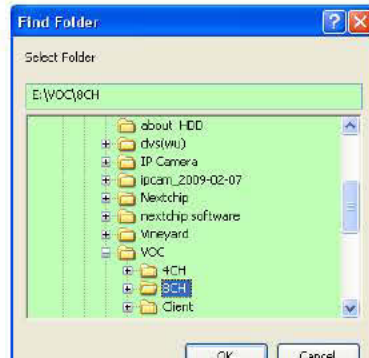 Find Folder
Select Folder
E:\VOC\8CH
about HDD
dvs(wu)
IP Camera
ipcam_2009-02-07
Nextchip
nextchip software
Vineyard
VOC
4CH
8CH
Client
OK Cancel